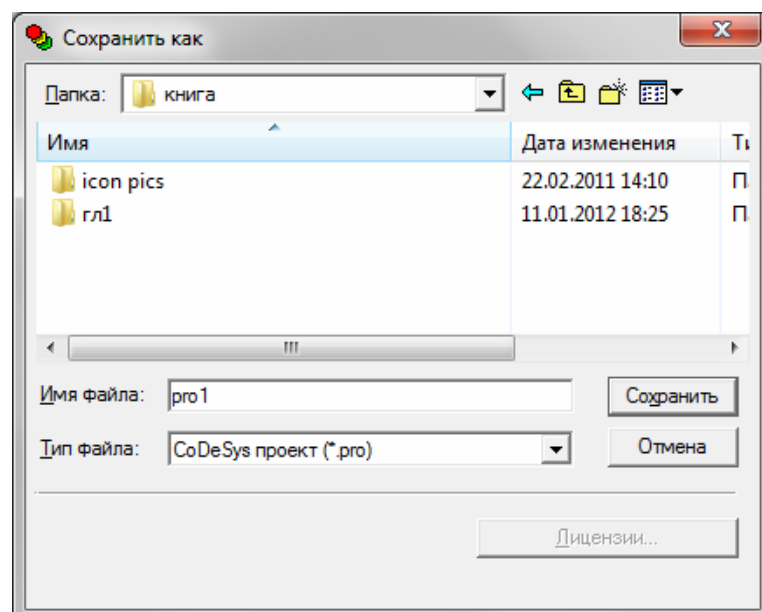 Сохранить как
Папка: книга
Имя Дата изменения Ти
icon pics 22.02.2011 14:10 П
гл1 11.01.2012 18:25 П
Имя файла: pro1 Сохранить
Тип файла: CoDeSys проект (*.pro) Отмена
Лицензии...